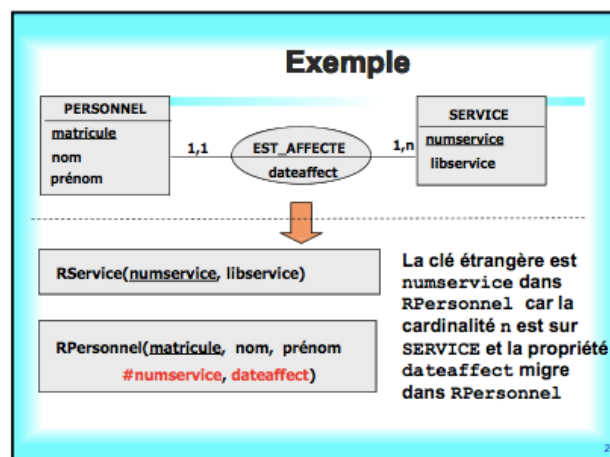 Exemple
PERSONNEL
matricule
nom
prénom
1,1
EST_AFFECTE
dateaffect
1,n
SERVICE
numservice
libservice
RService(numservice, libservice)
RPersonnel(matricule, nom, prénom
#numservice, dateaffect)
La clé étrangère est
numservice dans
RPersonnel car la
cardinalité n est sur
SERVICE et la propriété
dateaffect migre
dans RPersonnel
2